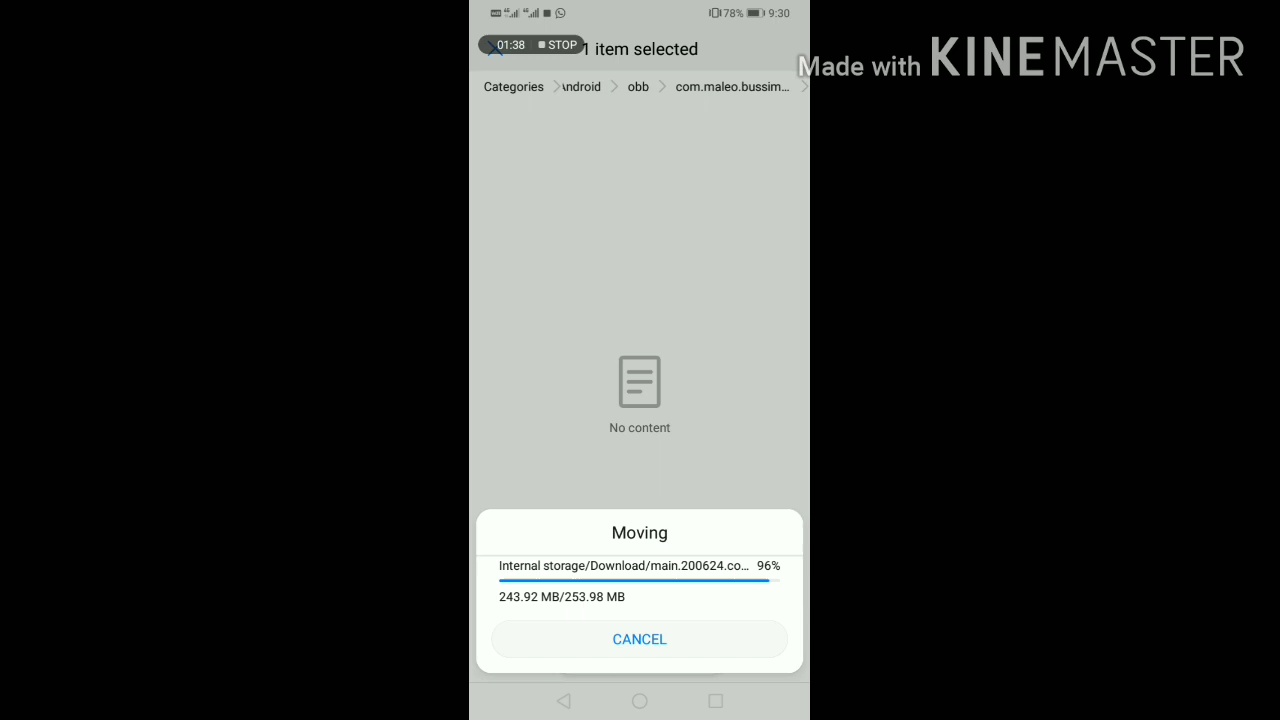 78% 9:30
01:38 STOP 1 item selected
Made with KINEMASTER
Categories Android obb com.maleo.bussim...
No content
Moving
Internal storage/Download/main.200624.co... 96%
243.92 MB/253.98 MB
CANCEL